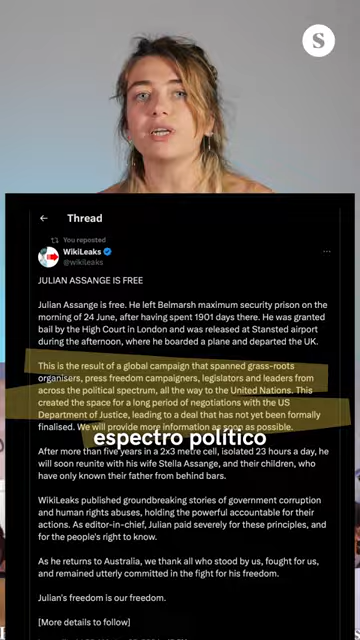 S
Thread
You reposted
WikiLeaks
@wikileaks
JULIAN ASSANGE IS FREE
Julian Assange is free. He left Belmarsh maximum security prison on the
morning of 24 June, after having spent 1901 days there. He was granted
bail by the High Court in London and was released at Stansted airport
during the afternoon, where he boarded a plane and departed the UK.
This is the result of a global campaign that spanned grass-roots
organisers, press freedom campaigners, legislators and leaders from
across the political spectrum, all the way to the United Nations. This
created the space for a long period of negotiations with the US
Department of Justice, leading to a deal that has not yet been formally
finalised. We will provide more information as soon as possible.
espectro político
After more than five years in a 2x3 metre cell, isolated 23 hours a day, he
will soon reunite with his wife Stella Assange, and their children, who
have only known their father from behind bars.
WikiLeaks published groundbreaking stories of government corruption
and human rights abuses, holding the powerful accountable for their
actions. As editor-in-chief, Julian paid severely for these principles, and
for the people's right to know.
As he returns to Australia, we thank all who stood by us, fought for us,
and remained utterly committed in the fight for his freedom.
Julian's freedom is our freedom.
[More details to follow]